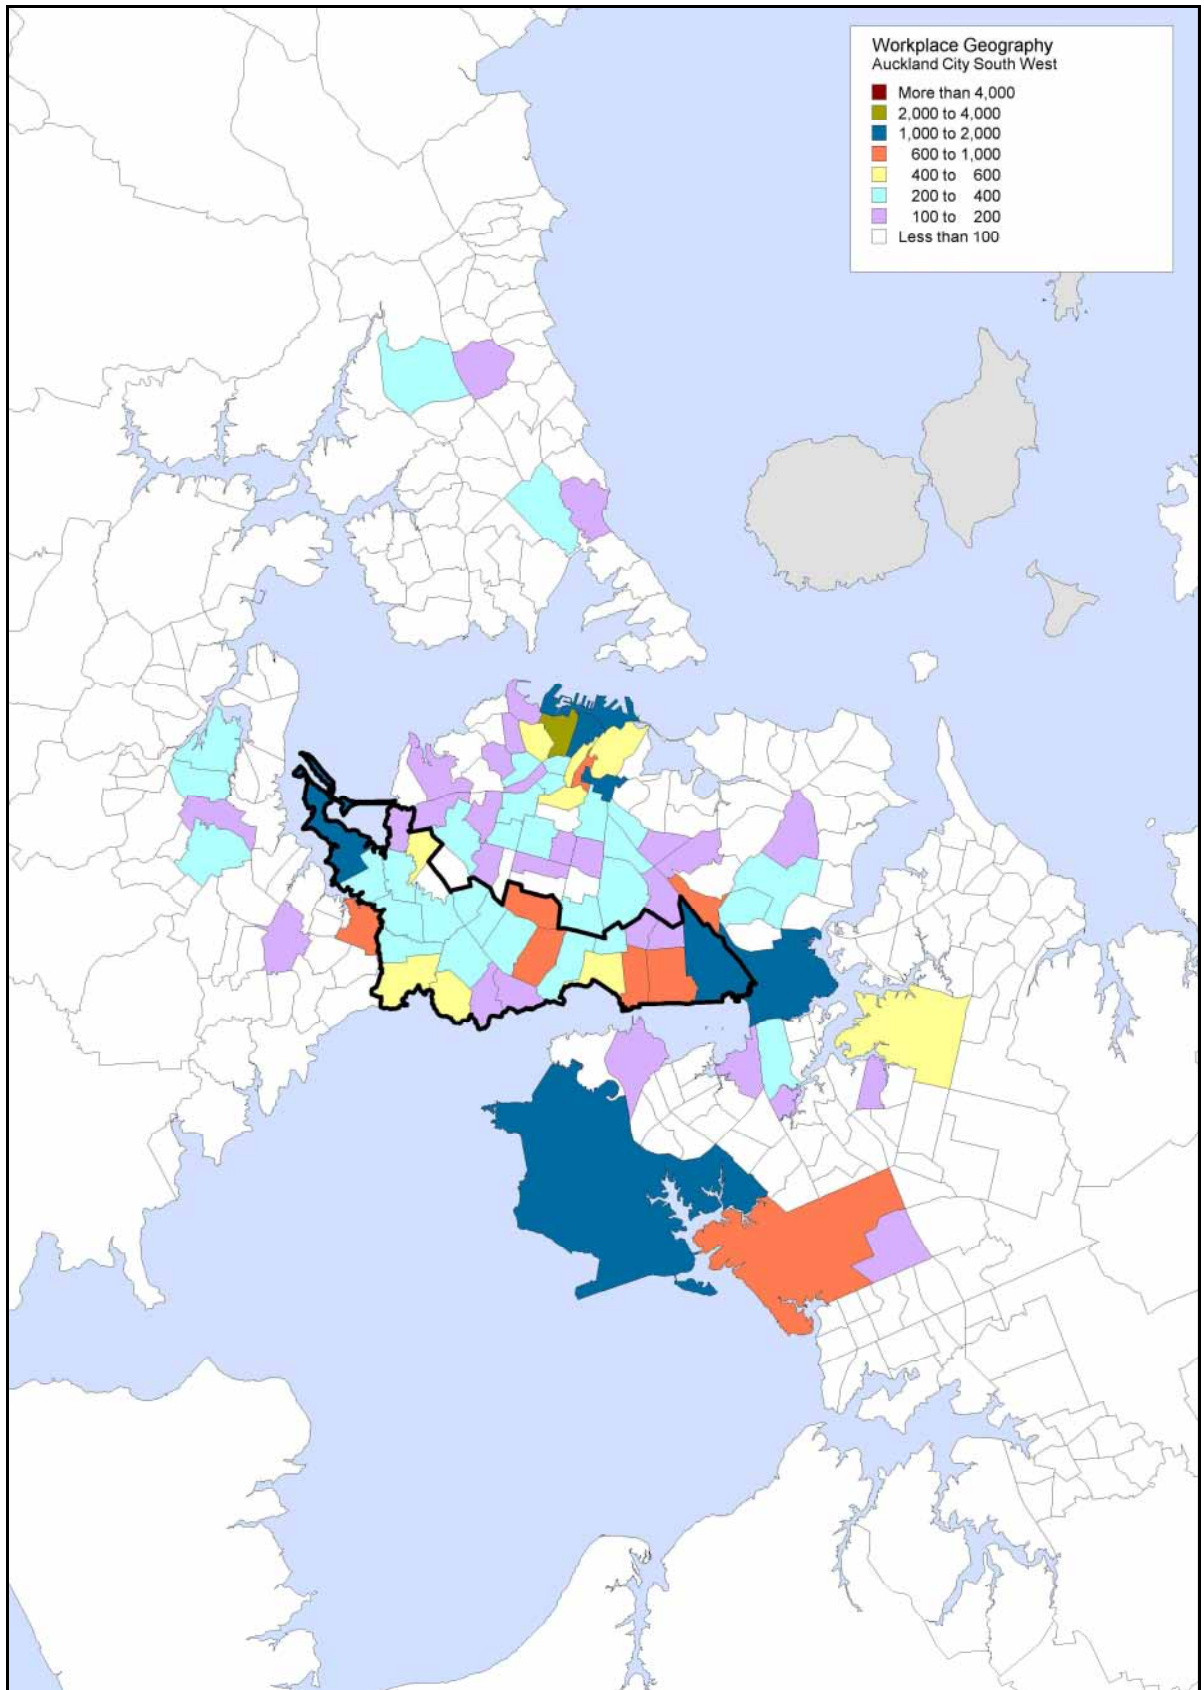 Workplace Geography
Auckland City South West
More than 4,000
2,000 to 4,000
1,000 to 2,000
600 to 1,000
400 to 600
200 to 400
100 to 200
Less than 100